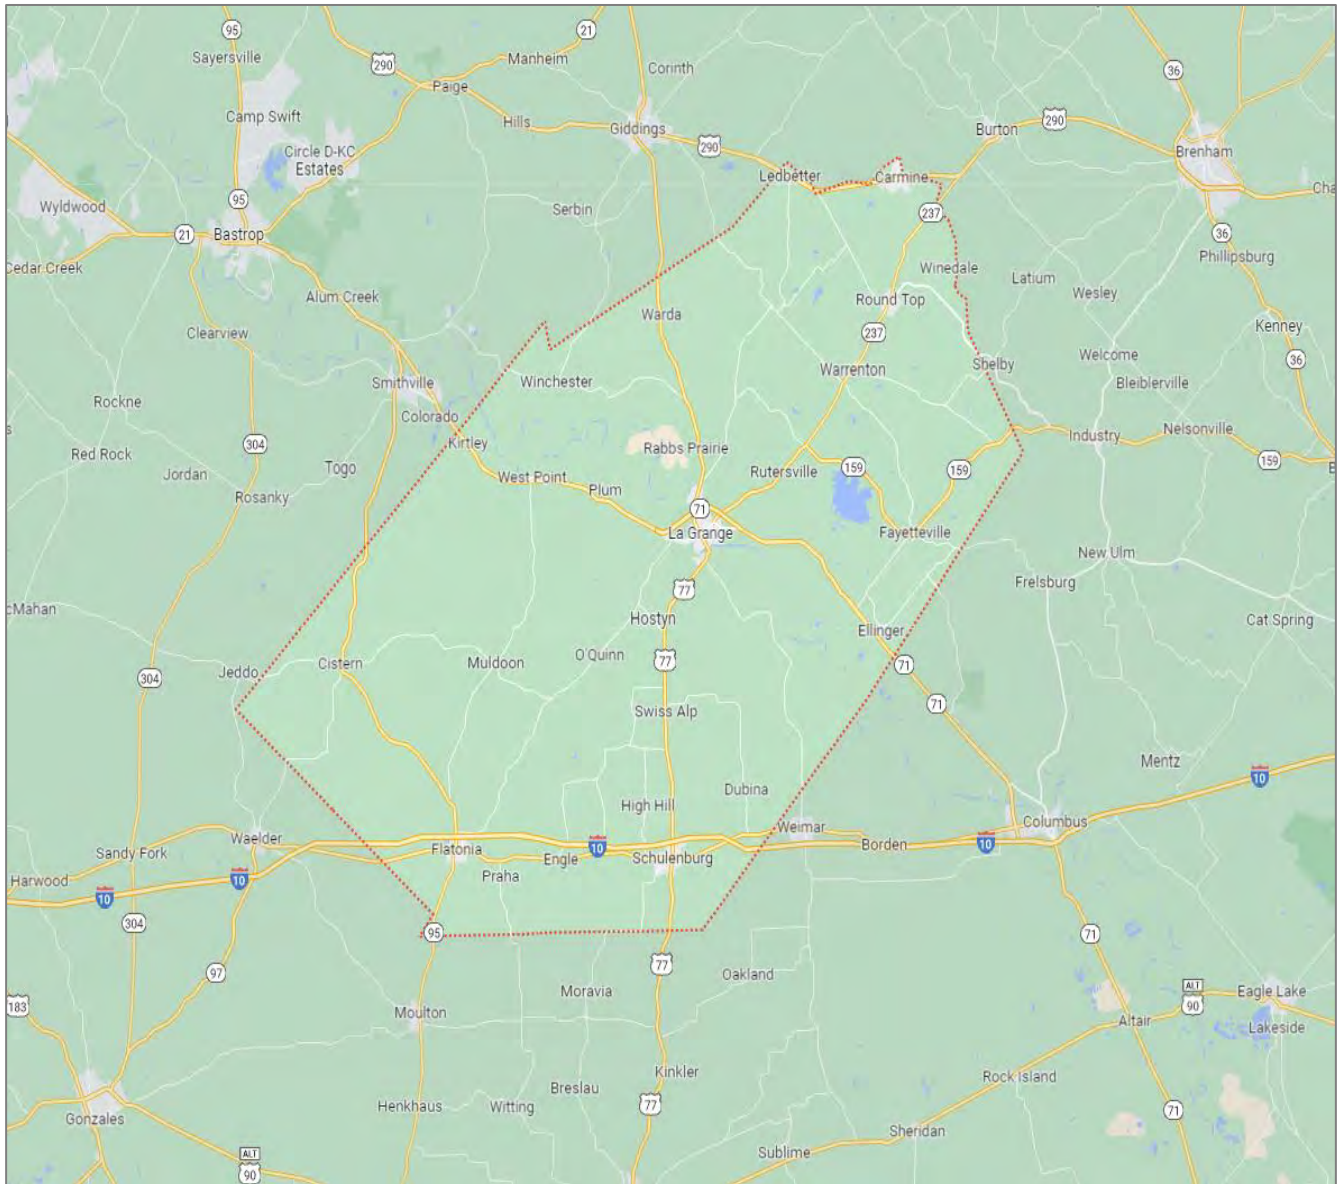 95
21
Sayersville
290
Manheim
Corinth
36
Paige
Camp Swift
Hills
Giddings
290
Burton
290
Circle D-KC
Estates
Brenham
Ledbetter
Carmine
95
Wyldwood
Serbin
237
21
Bastrop
36
Cedar Creek
Phillipsburg
Winedale
Latium
Alum Creek
Round Top
Wesley
Warda
Kenney
Clearview
237
Welcome
36
Shelby
Smithville
Winchester
Warrenton
Bleiblerville
Rockne
Colorado
304
Kirtley
Rabbs Prairie
Industry
Nelsonville
Red Rock
Togo
Jordan
159
159
159
Rutersville
West Point
Plum
Rosanky
71
La Grange
Fayetteville
New Ulm
77
Frelsburg
Hostyn
Cat Spring
Ellinger
O'Quinn
77
Jeddo
Cistern
Muldoon
71
304
71
Swiss Alp
Mentz
10
Dubina
High Hill
Weimar
Columbus
Waelder
Sandy Fork
Flatonia
Engle
10
Schulenburg
Borden
10
Harwood
10
10
Praha
304
95
71
77
97
Oakland
183
Moravia
ALT
90
Eagle Lake
Moulton
Altair
Lakeside
Kinkler
Rock Island
Breslau
Henkhaus
Witting
77
71
Gonzales
Sheridan
ALT
90
Sublime